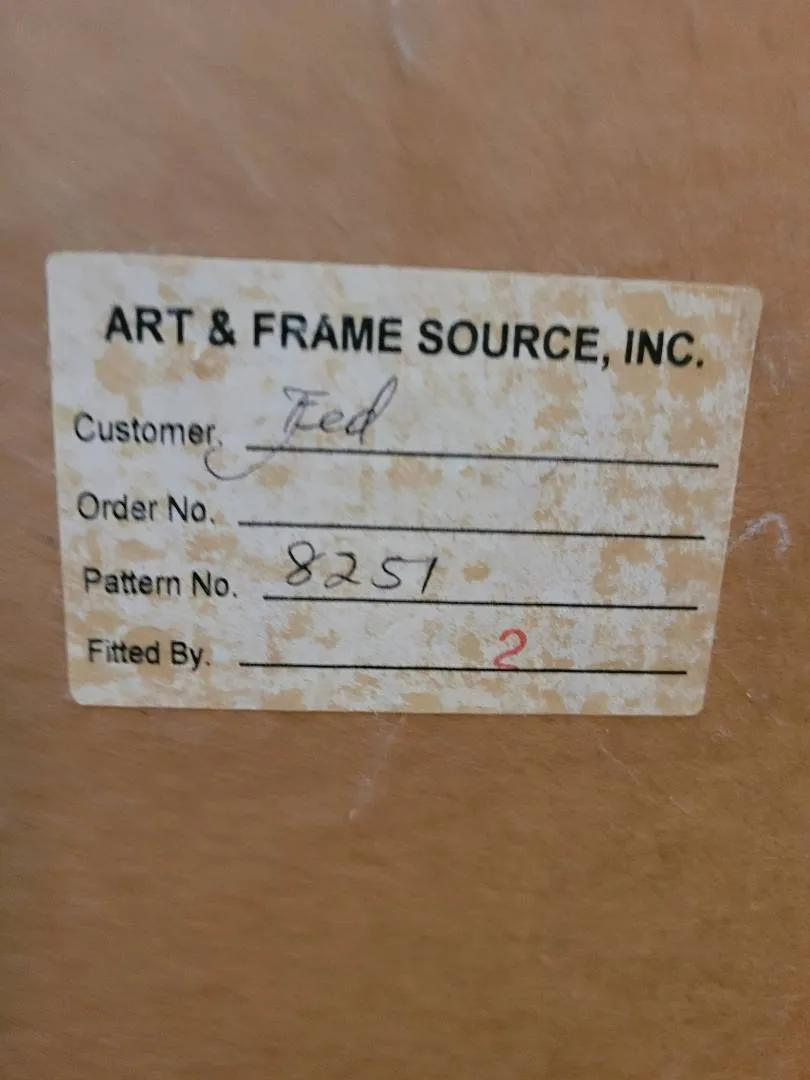 ART & FRAME SOURCE, INC.
Customer. Fed
Order No.
Pattern No. 8251
Fitted By. 2